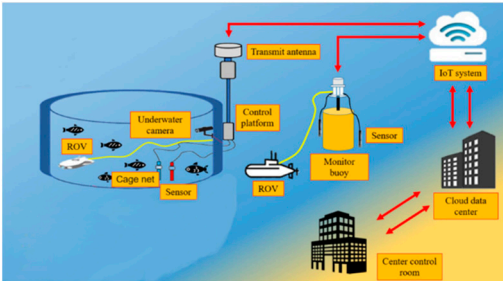 Transmit antenna
IoT system
Underwater
camera
Control
platform
ROV
Sensor
Cage net
Monitor
buoy
Sensor
ROV
Cloud data
center
Center control
room